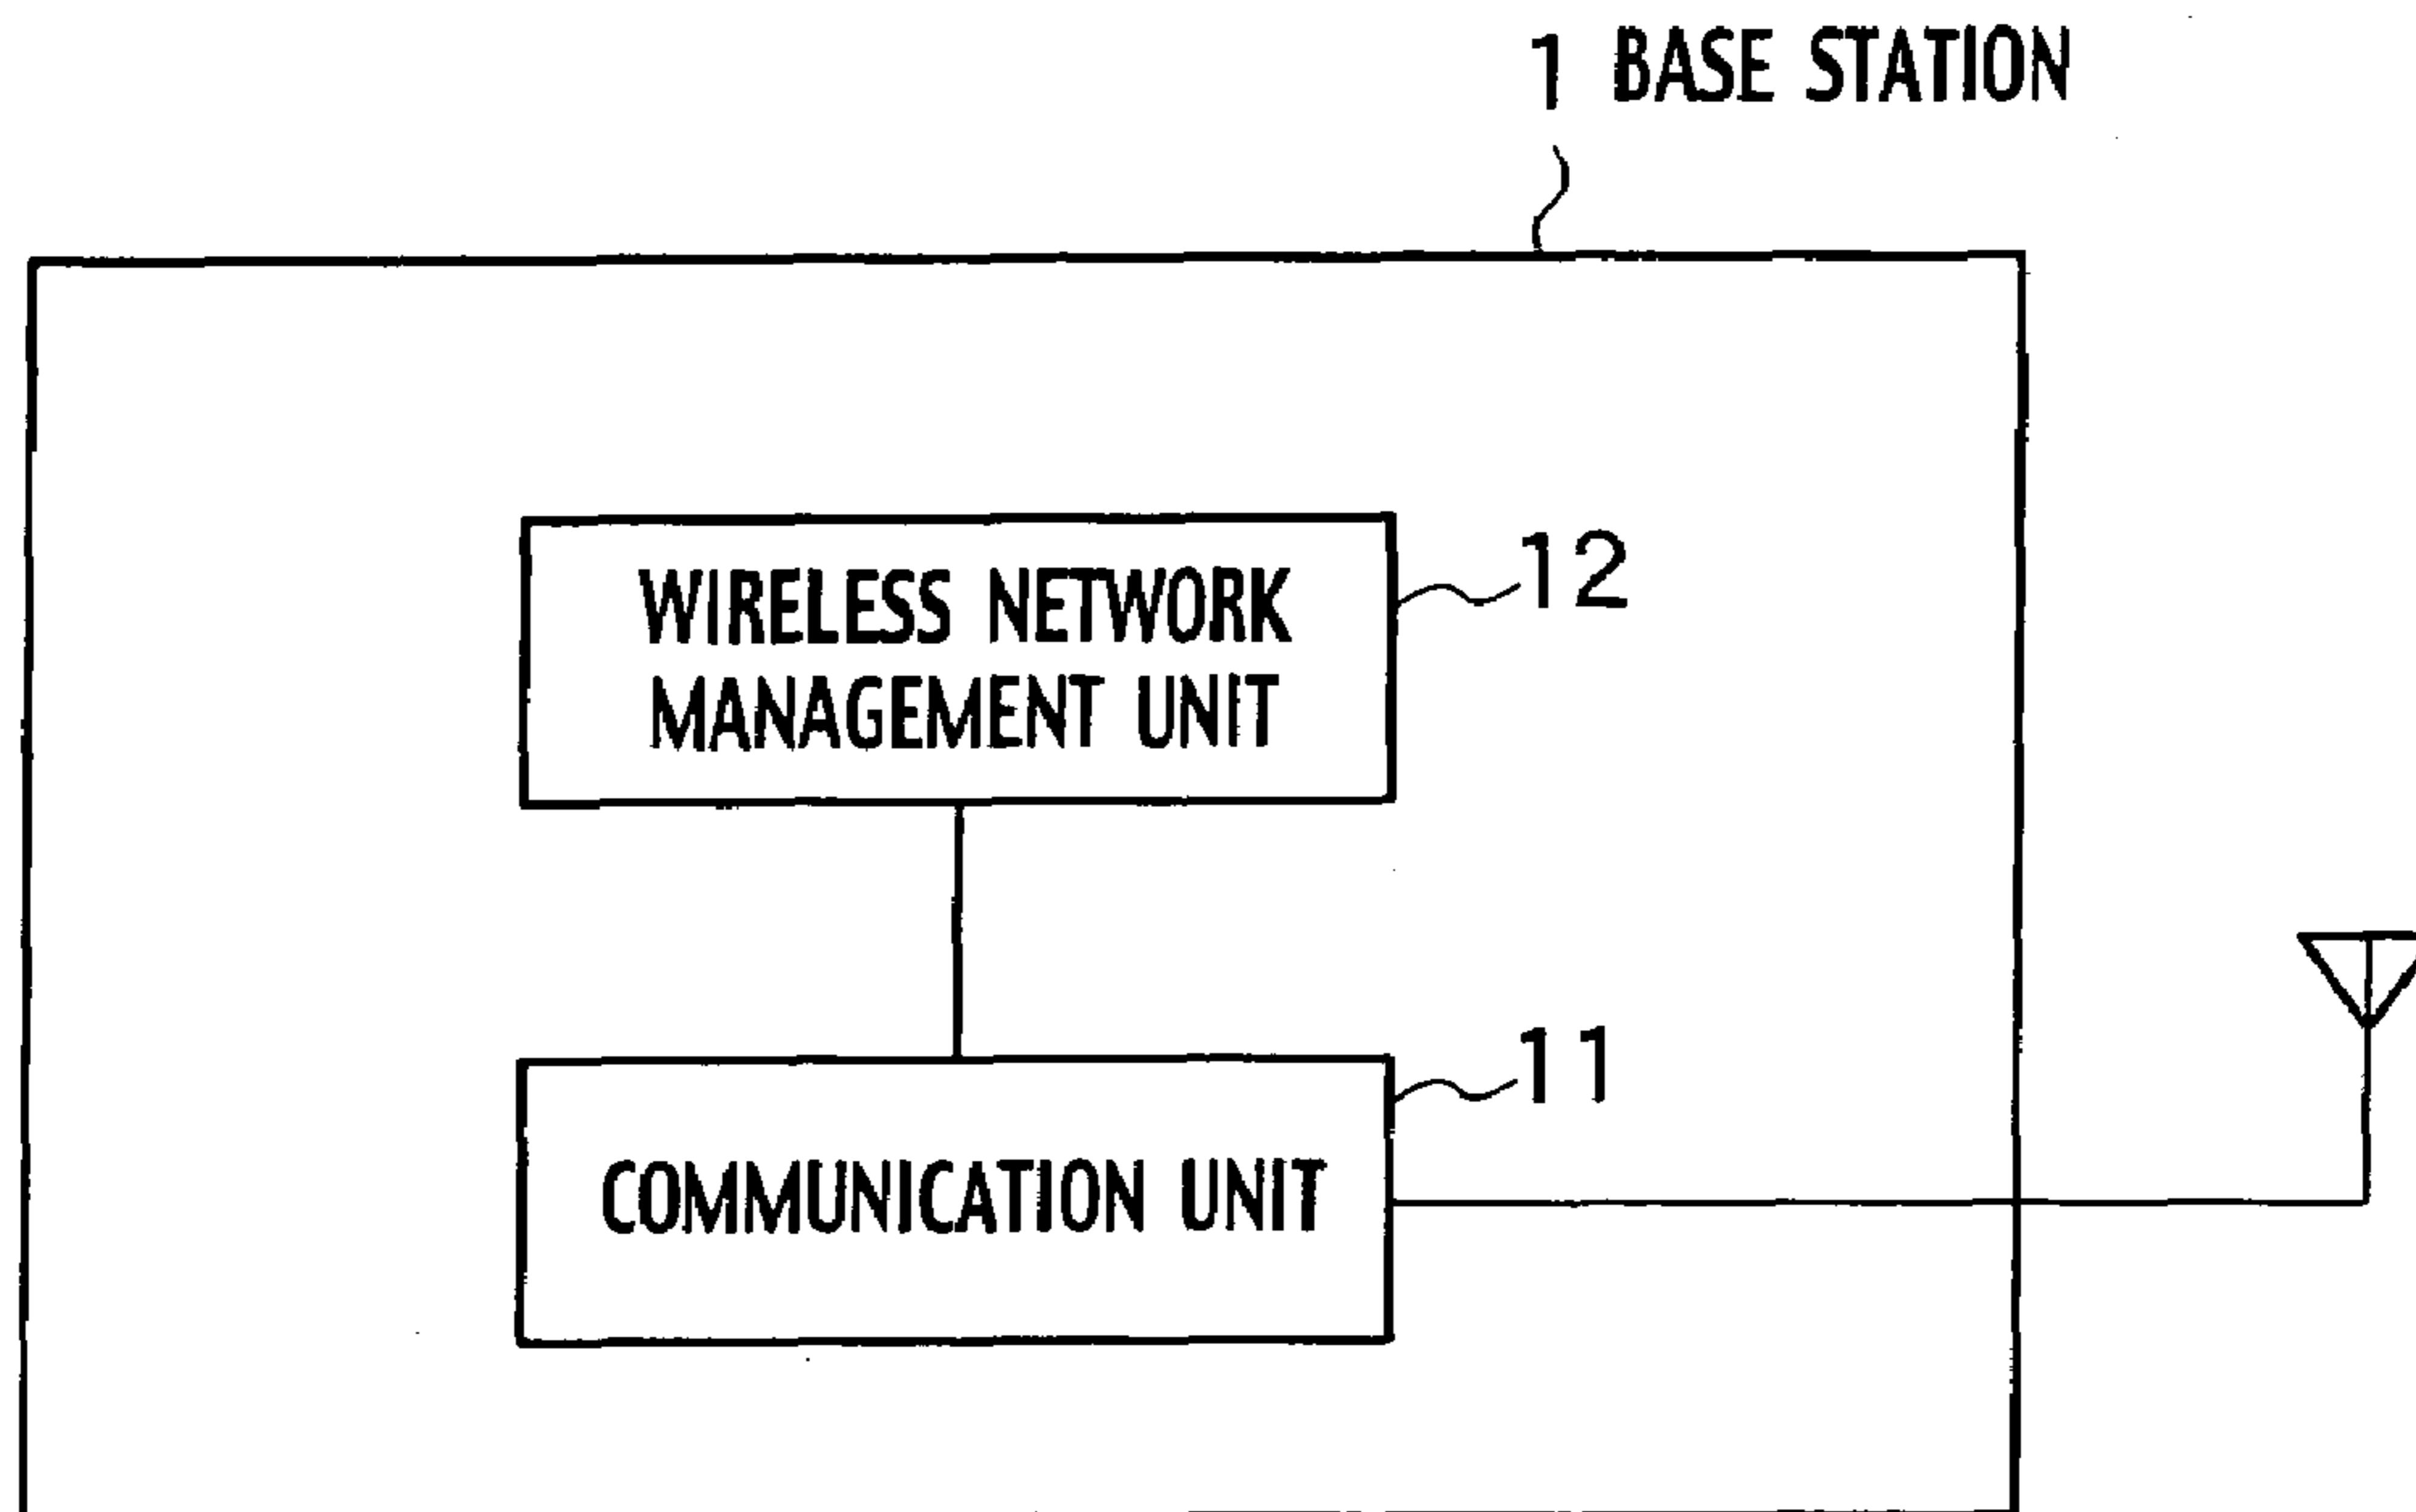 1 BASE STATION
WIRELESS NETWORK
MANAGEMENT UNIT
12
11
COMMUNICATION UNIT